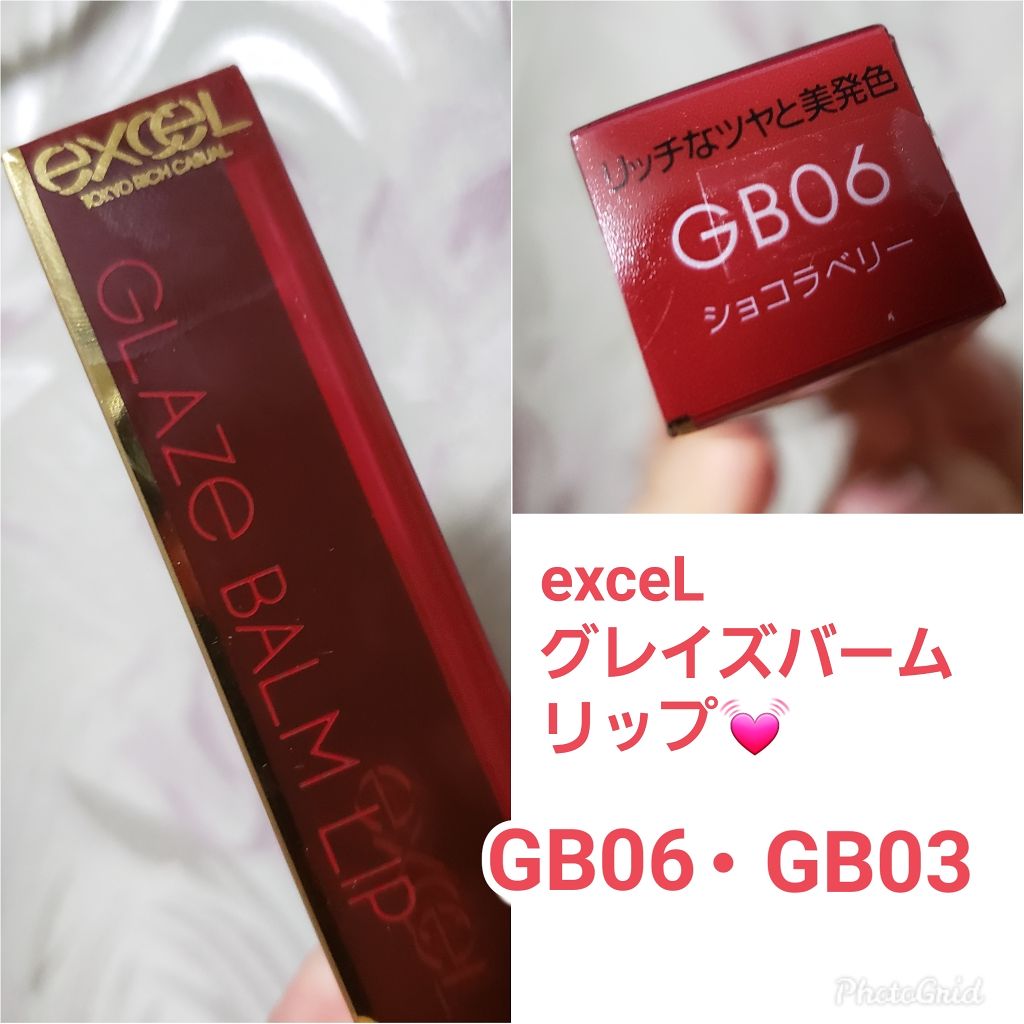 exceL
TOKYO RICH CASUAL
GLAZE BALM LIP
excel
リッチなツヤと美発色
GB06
ショコラベリー
exceL
グレイズバーム
リップ💓
GB06・GB03
PhotoGrid